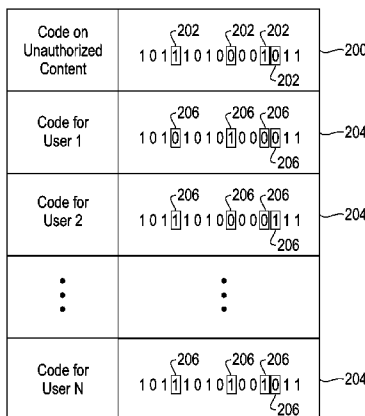 Code on
Unauthorized
Content
202 202 202
1 0 1 1 1 0 1 0 0 0 0 1 0 1 1
202
200
Code for
User 1
206 206 206
1 0 1 0 1 0 1 0 1 0 0 0 0 1 1
206
204
Code for
User 2
206 206 206
1 0 1 1 1 0 1 0 0 0 0 0 1 1 1
206
204
Code for
User N
206 206 206
1 0 1 1 1 0 1 0 1 0 0 1 0 1 1
206
204